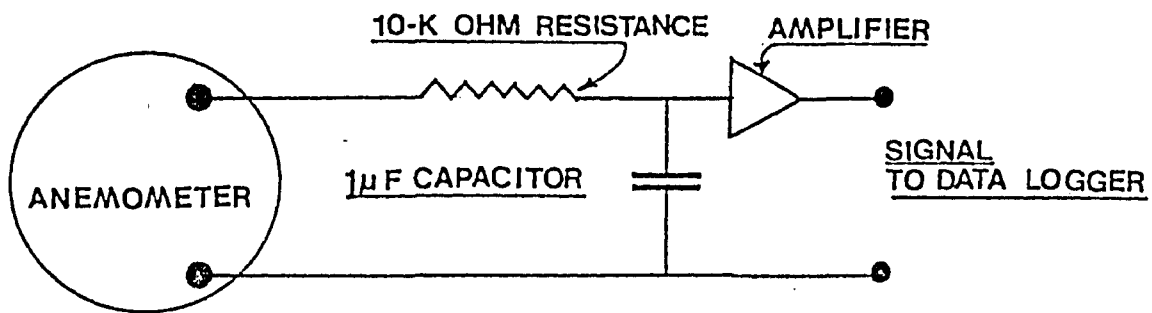 10-K OHM RESISTANCE
AMPLIFIER
ANEMOMETER
1µF CAPACITOR
SIGNAL
TO DATA LOGGER